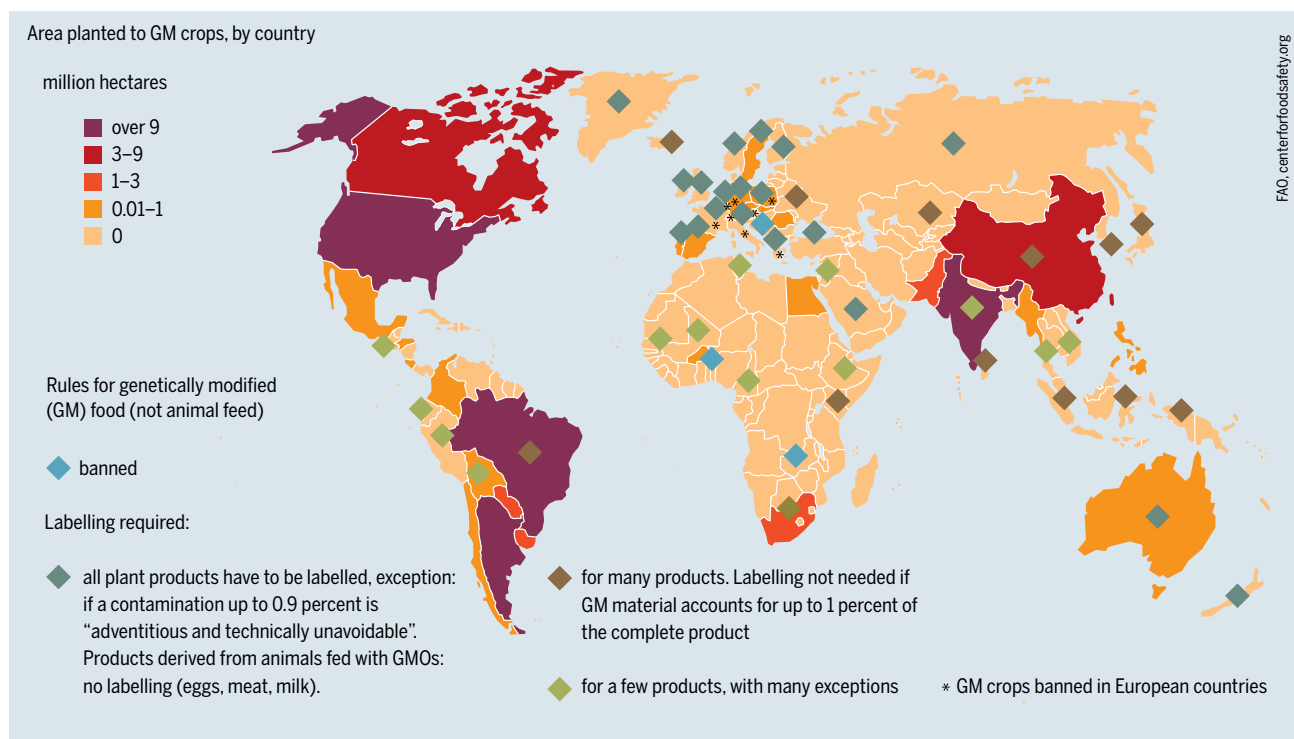 Area planted to GM crops, by country
million hectares
over 9
3–9
1–3
0.01–1
0
FAO, centerforfoodsafety.org
Rules for genetically modified
(GM) food (not animal feed)
banned
Labelling required:
all plant products have to be labelled, exception:
if a contamination up to 0.9 percent is
“adventitious and technically unavoidable”.
Products derived from animals fed with GMOs:
no labelling (eggs, meat, milk).
for many products. Labelling not needed if
GM material accounts for up to 1 percent of
the complete product
for a few products, with many exceptions
* GM crops banned in European countries